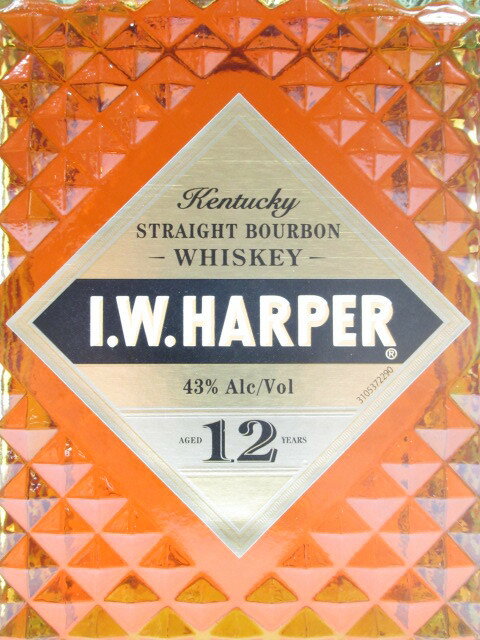 Kentucky
STRAIGHT BOURBON
– WHISKEY –
I.W. HARPER®
43% Alc/Vol
3105372290
AGED 12 YEARS